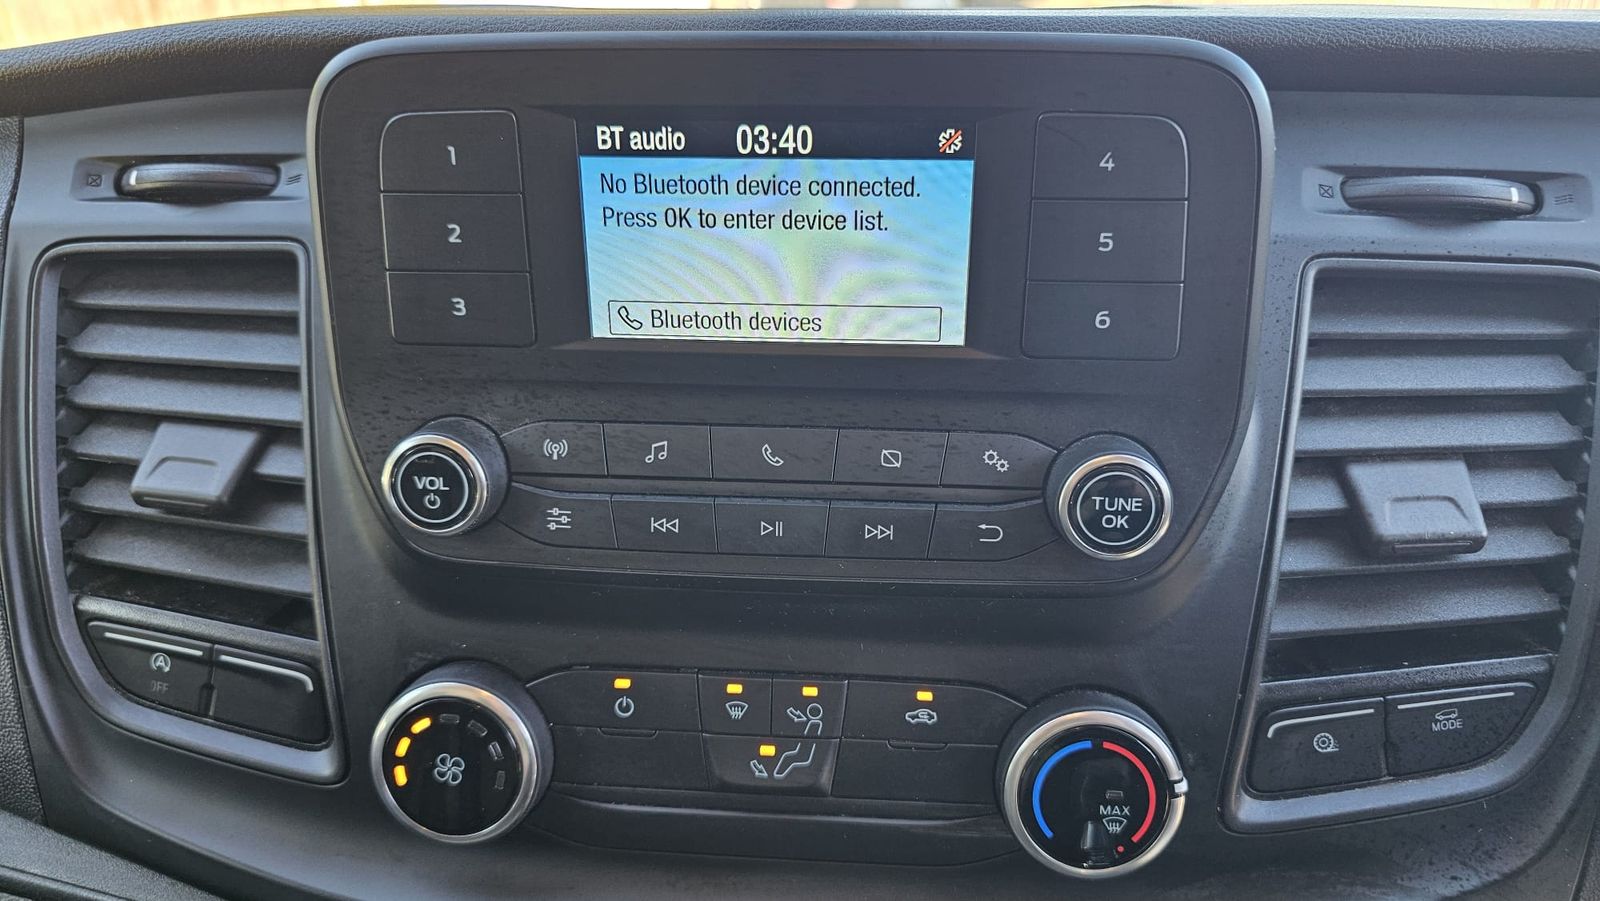 BT audio 03:40
No Bluetooth device connected.
Press OK to enter device list.
Bluetooth devices
1
2
3
4
5
6
VOL
TUNE
OK
A
OFF
MAX
MODE